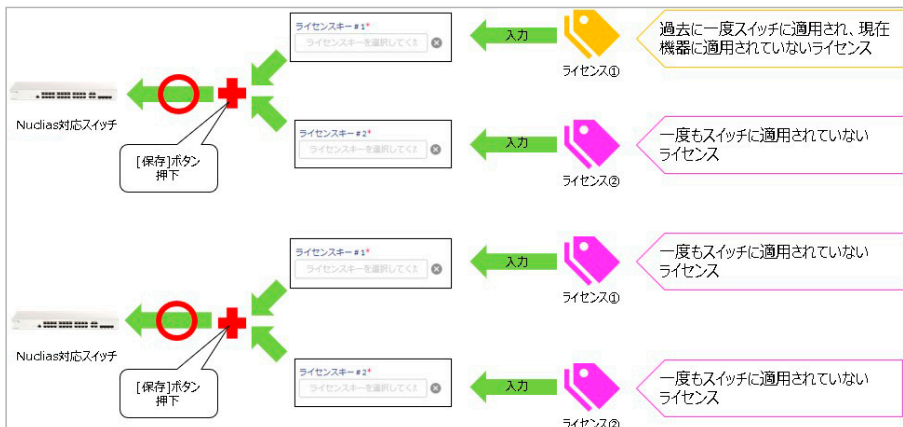 ライセンスキー#1*
ライセンスキーを選択してくだ
入力
ライセンス①
過去に一度スイッチに適用され、現在
機器に適用されていないライセンス
Nuclias対応スイッチ
[保存]ボタン
押下
ライセンスキー#2*
ライセンスキーを選択してくだ
入力
ライセンス②
一度もスイッチに適用されていない
ライセンス
ライセンスキー#1*
ライセンスキーを選択してくだ
入力
ライセンス①
一度もスイッチに適用されていない
ライセンス
Nuclias対応スイッチ
[保存]ボタン
押下
ライセンスキー#2*
ライセンスキーを選択してくだ
入力
ライセンス②
一度もスイッチに適用されていない
ライセンス